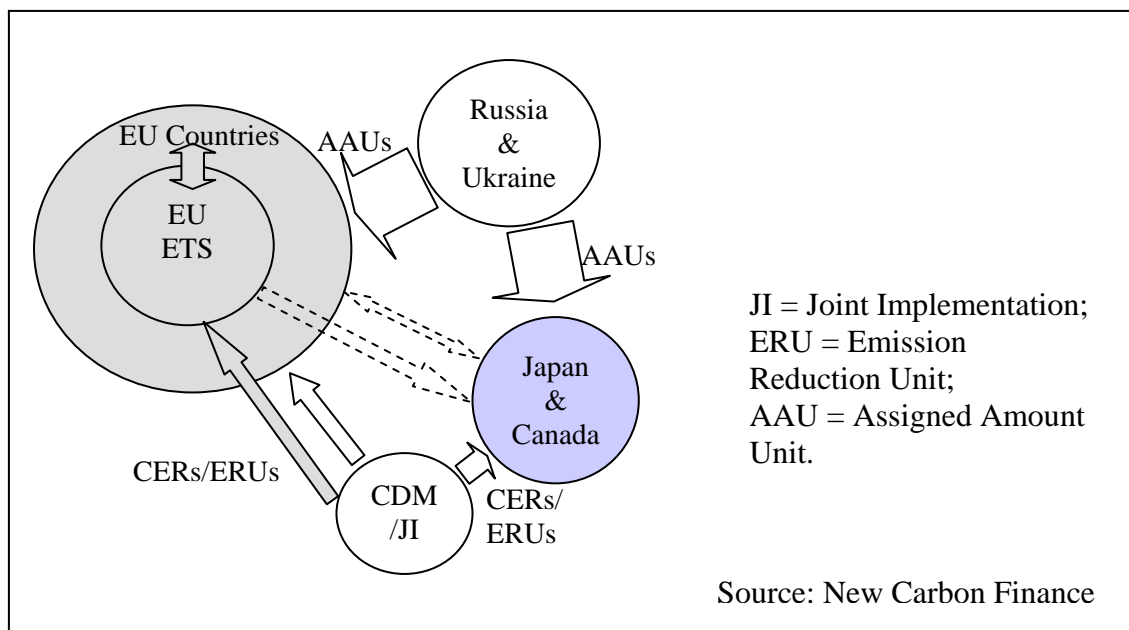 EU Countries
EU
ETS
AAUs
Russia
&
Ukraine
AAUs
Japan
&
Canada
CERs/ERUs
CDM
/JI
CERs/
ERUs
JI = Joint Implementation;
ERU = Emission
Reduction Unit;
AAU = Assigned Amount
Unit.
Source: New Carbon Finance